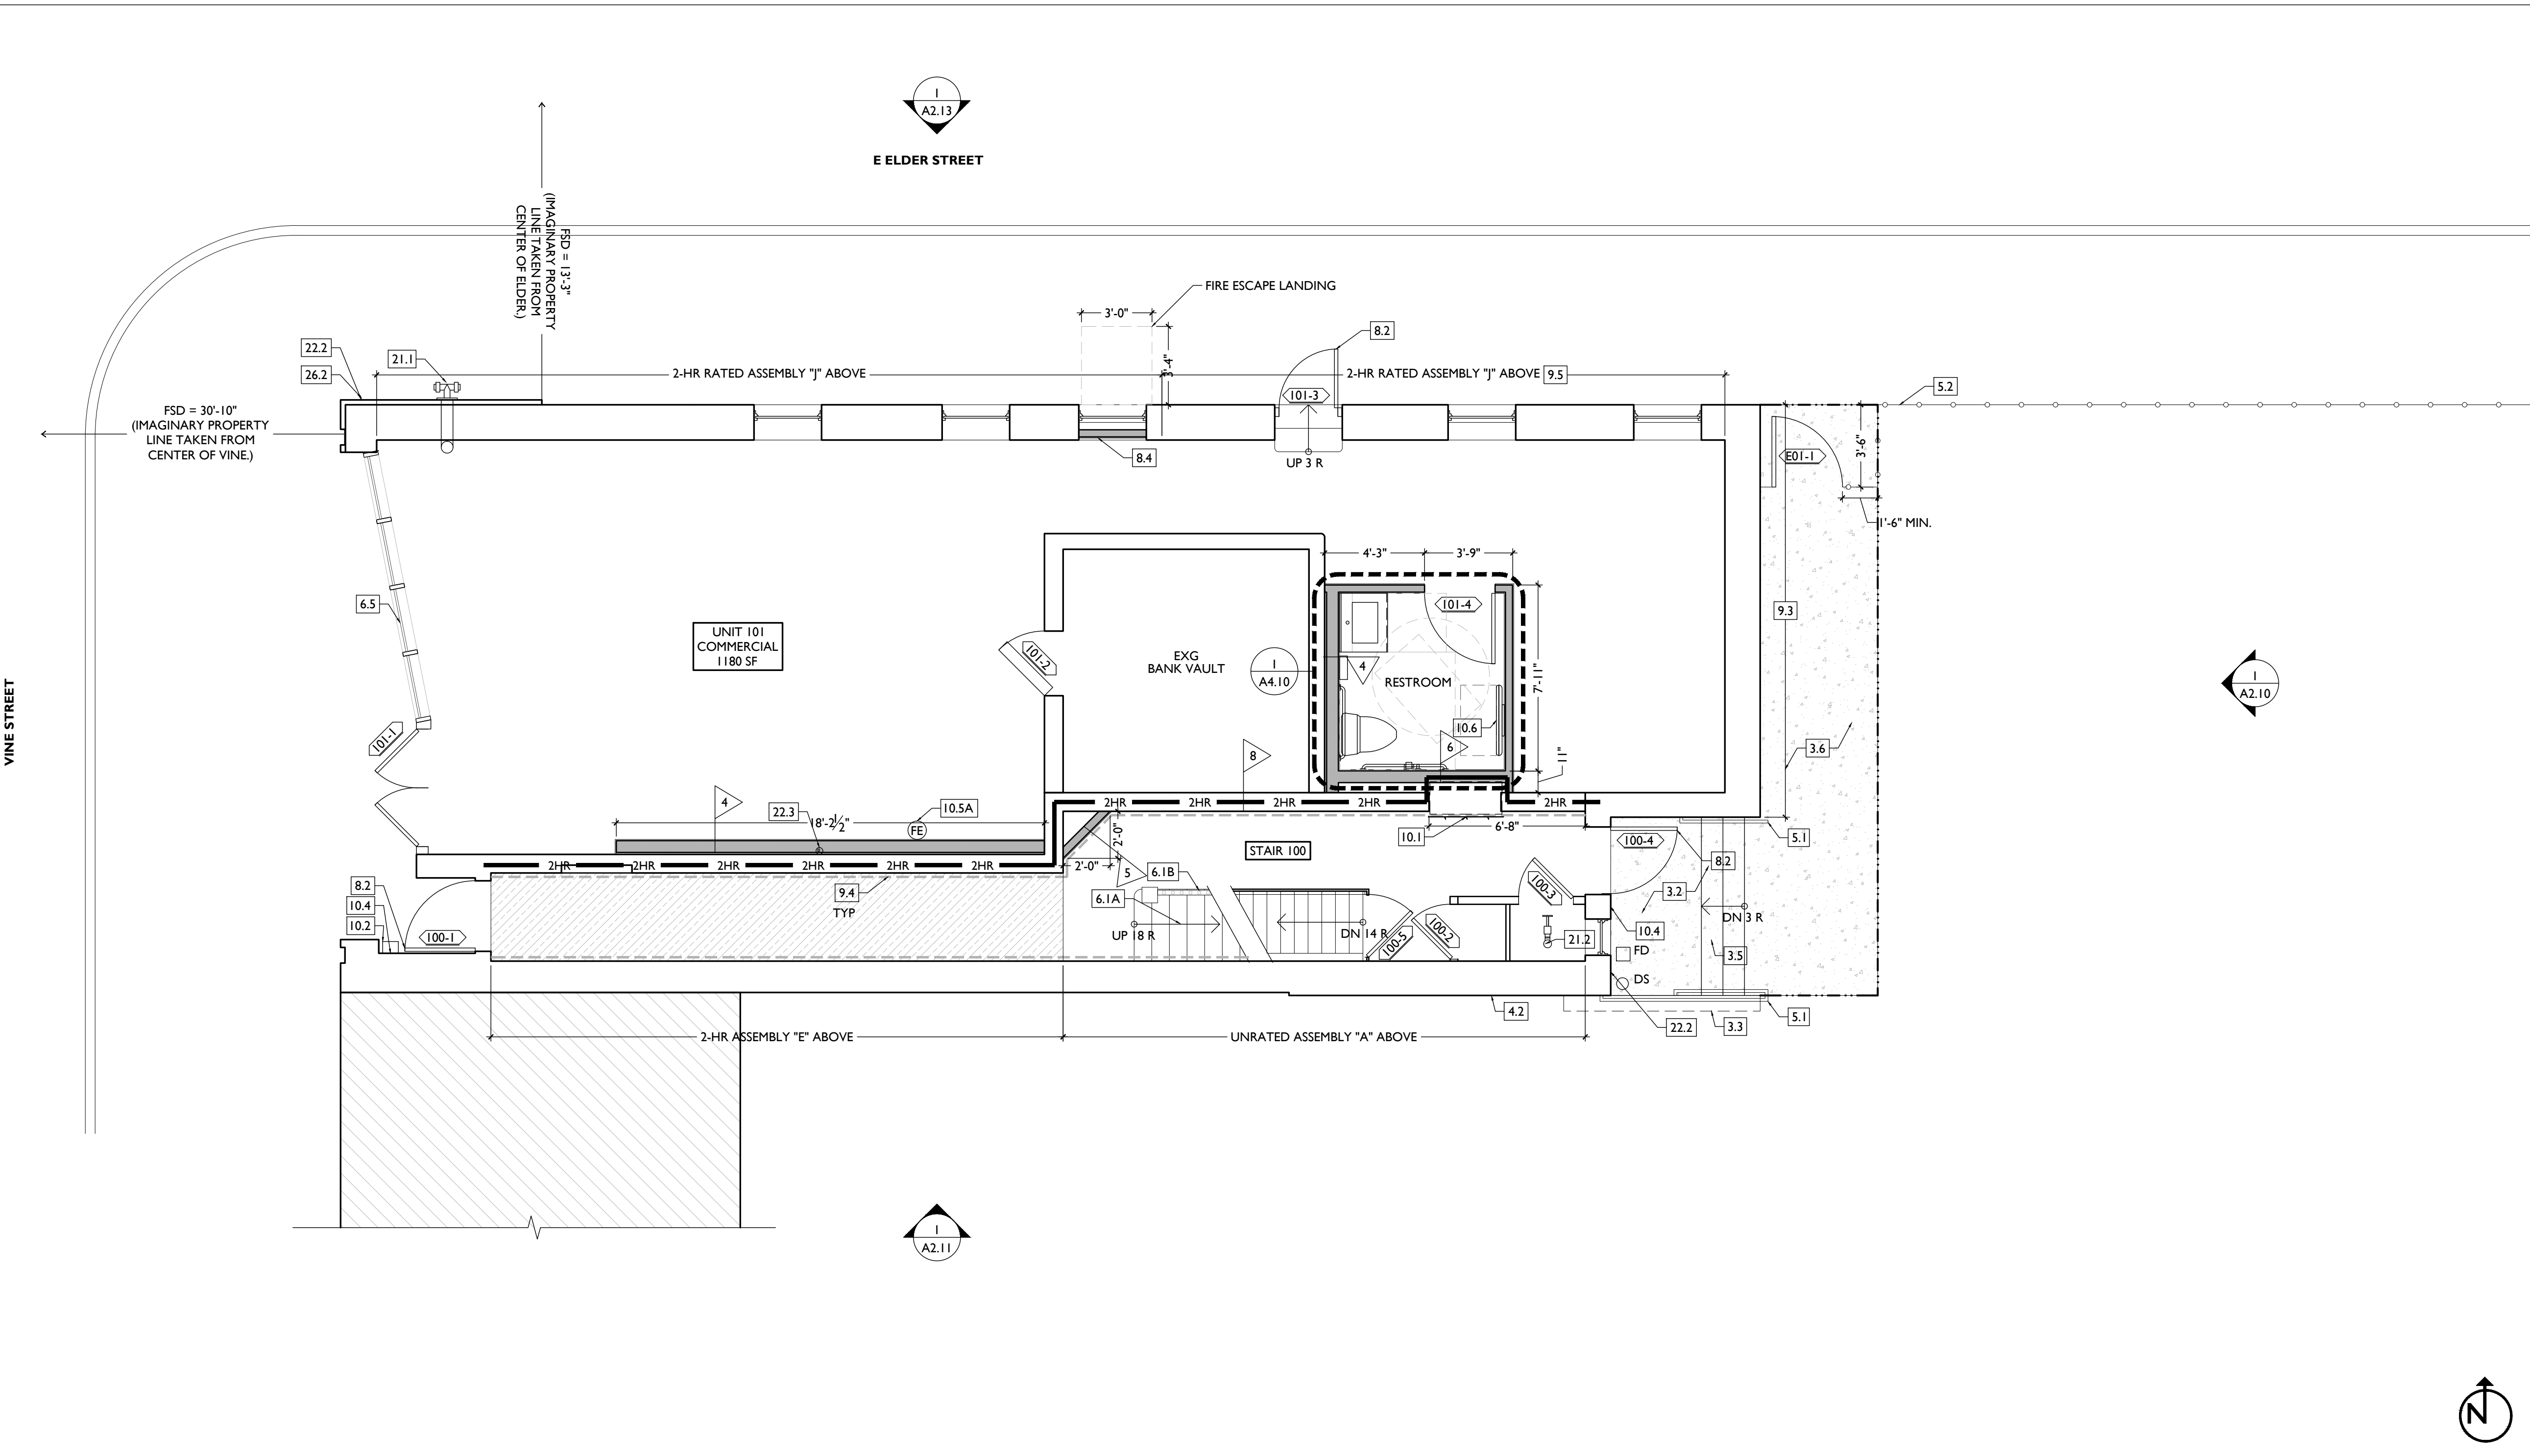 1
A2.13
E ELDER STREET
FSD = 13'-3"
(IMAGINARY PROPERTY
LINE TAKEN FROM
CENTER OF ELDER.)
FIRE ESCAPE LANDING
3'-0"
8.2
22.2
21.1
3'-4"
26.2
2-HR RATED ASSEMBLY "J" ABOVE
2-HR RATED ASSEMBLY "J" ABOVE
9.5
5.2
101-3
FSD = 30'-10"
(IMAGINARY PROPERTY
LINE TAKEN FROM
CENTER OF VINE.)
8.4
UP 3 R
E01-1
3'-6"
1'-6" MIN.
4'-3"
3'-9"
6.5
101-4
9.3
UNIT 101
COMMERCIAL
1180 SF
101-2
EXG
BANK VAULT
1
A4.10
4
RESTROOM
7'-11"
1
A2.10
VINE STREET
101-1
10.6
6
8
11"
3.6
4
22.3
10.5A
18'-2½"
FE
2HR
2HR
2HR
2HR
2HR
2'-0"
10.1
6'-8"
5.1
100-4
STAIR 100
8.2
2HR
2HR
2HR
2HR
2HR
2HR
2'-0"
5
6.1B
8.2
9.4
TYP
6.1A
100-3
3.2
10.4
10.2
100-1
UP 18 R
DN 14 R
100-5
100-2
21.2
10.4
DN 3 R
FD
3.5
DS
4.2
5.1
22.2
3.3
2-HR ASSEMBLY "E" ABOVE
UNRATED ASSEMBLY "A" ABOVE
1
A2.11
N